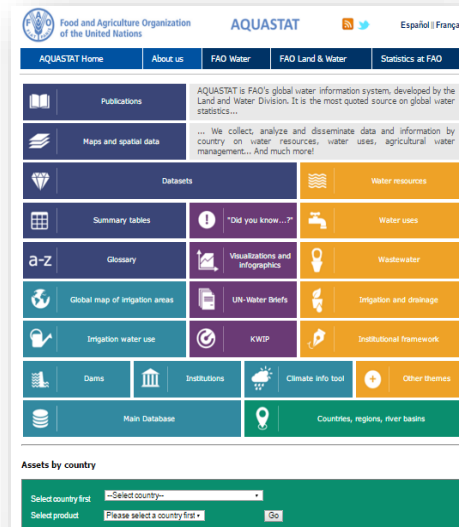 Food and Agriculture Organization
of the United Nations
AQUASTAT
Español | França
AQUASTAT Home
About us
FAO Water
FAO Land & Water
Statistics at FAO
Publications
AQUASTAT is FAO's global water information system, developed by the
Land and Water Division. It is the most quoted source on global water
statistics...
Maps and spatial data
... We collect, analyze and disseminate data and information by
country on water resources, water uses, agricultural water
management... And much more!
Datasets
Water resources
Summary tables
"Did you know...?"
Water uses
a-z
Glossary
Visualizations and
infographics
Wastewater
Global map of irrigation areas
UN-Water Briefs
Irrigation and drainage
Irrigation water use
KWIP
Institutional framework
Dams
Institutions
Climate info tool
Other themes
Main Database
Countries, regions, river basins
Assets by country
Select country first
--Select country--
Select product
Please select a country first
Go